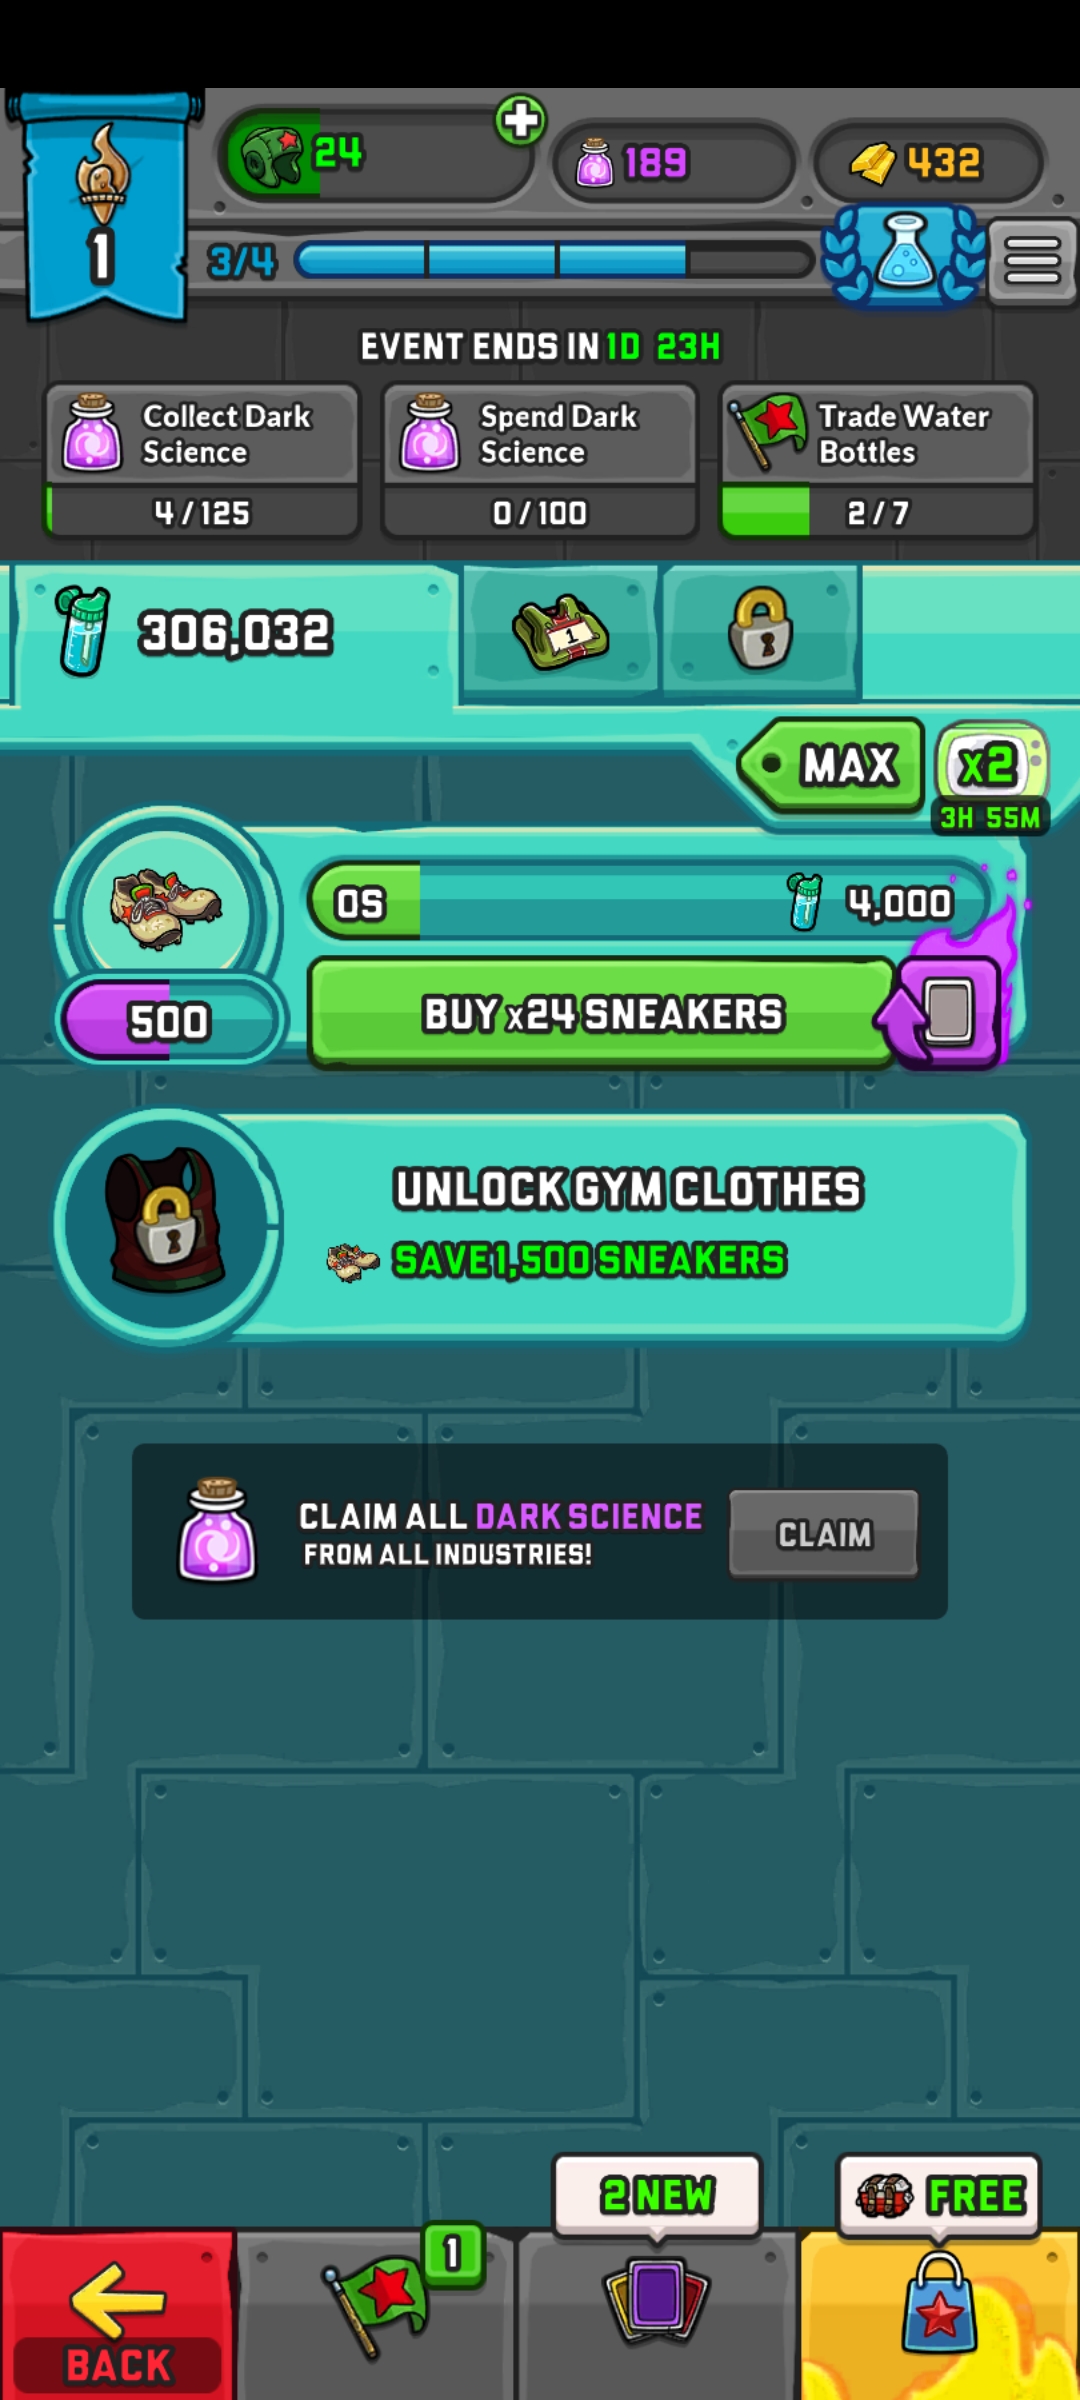 24
189
432
1
3/4
EVENT ENDS IN 1D 23H
Collect Dark
Science
4/125
Spend Dark
Science
0/100
Trade Water
Bottles
2/7
306,032
1
MAX
x2
3H 55M
0S
4,000
500
BUY x24 SNEAKERS
UNLOCK GYM CLOTHES
SAVE 1,500 SNEAKERS
CLAIM ALL DARK SCIENCE
FROM ALL INDUSTRIES!
CLAIM
2 NEW
FREE
1
BACK